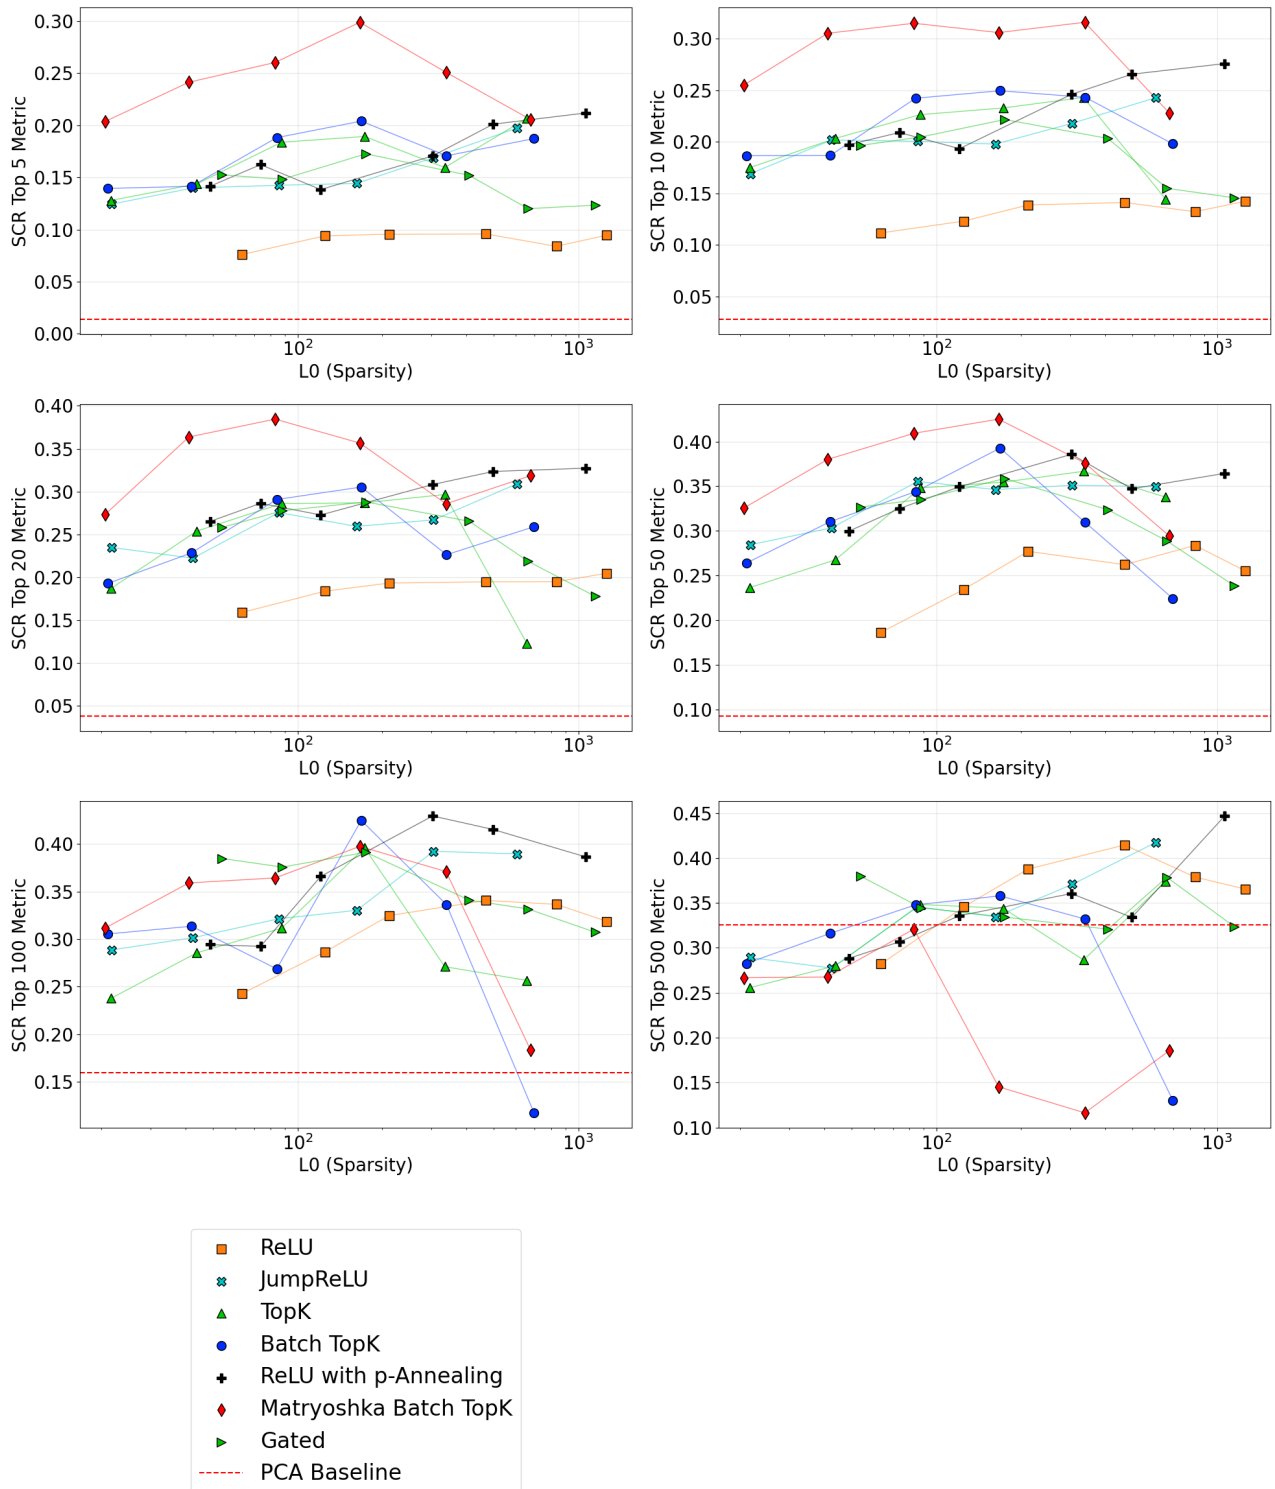 SCR Top 5 Metric
0.30
0.25
0.20
0.15
0.10
0.05
0.00
10²
10³
L0 (Sparsity)
SCR Top 10 Metric
0.30
0.25
0.20
0.15
0.10
0.05
10²
10³
L0 (Sparsity)
SCR Top 20 Metric
0.40
0.35
0.30
0.25
0.20
0.15
0.10
0.05
10²
10³
L0 (Sparsity)
SCR Top 50 Metric
0.40
0.35
0.30
0.25
0.20
0.15
0.10
10²
10³
L0 (Sparsity)
SCR Top 100 Metric
0.40
0.35
0.30
0.25
0.20
0.15
10²
10³
L0 (Sparsity)
SCR Top 500 Metric
0.45
0.40
0.35
0.30
0.25
0.20
0.15
0.10
10²
10³
L0 (Sparsity)
ReLU
JumpReLU
TopK
Batch TopK
ReLU with p-Annealing
Matryoshka Batch TopK
Gated
PCA Baseline